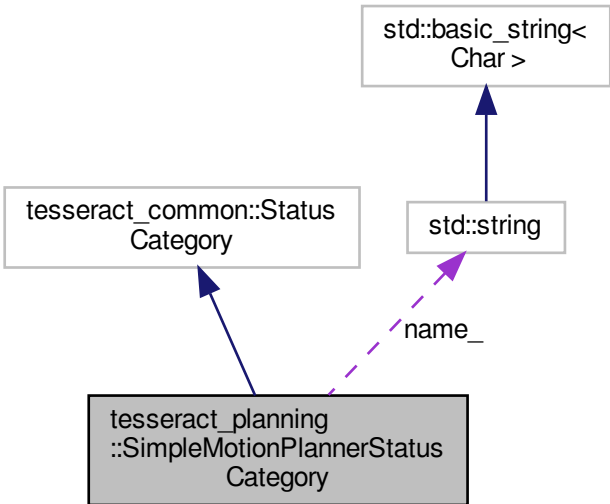 std::basic_string<
Char >
tesseract_common::Status
Category
std::string
name_
tesseract_planning
::SimpleMotionPlannerStatus
Category